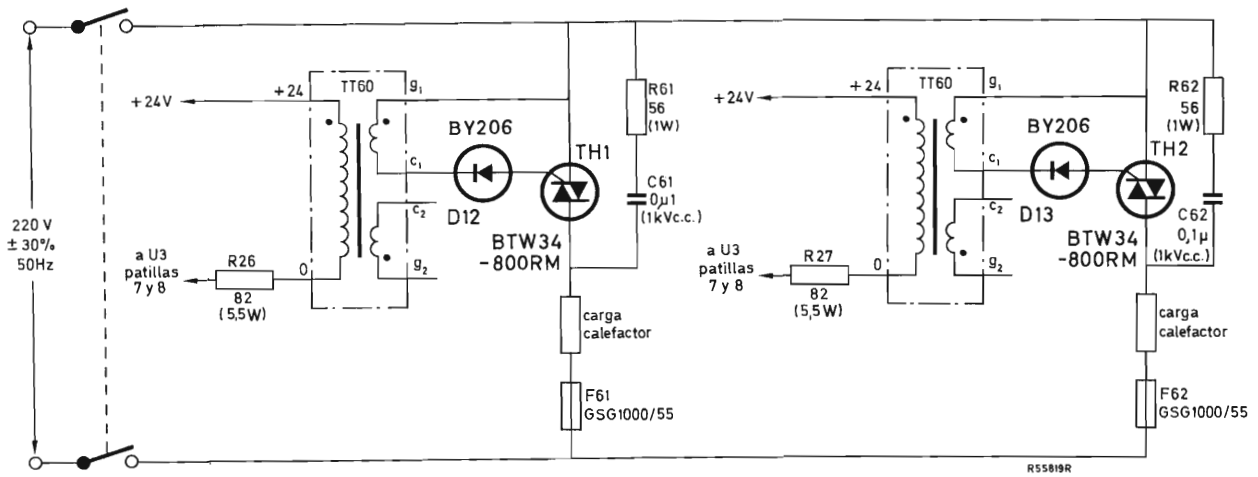 220 V
± 30%
50Hz
+24V
+24
TT60
g₁
c₁
c₂
g₂
0
a U3
patillas
7 y 8
R26
82
(5,5W)
BY206
D12
TH1
BTW34
-800RM
R61
56
(1W)
C61
0,µ1
(1kVc.c.)
carga
calefactor
F61
GSG1000/55
+24V
+24
TT60
g₁
c₁
c₂
g₂
0
a U3
patillas
7 y 8
R27
82
(5,5W)
BY206
D13
TH2
BTW34
-800RM
R62
56
(1W)
C62
0,1µ
(1kVc.c.)
carga
calefactor
F62
GSG1000/55
R55819R